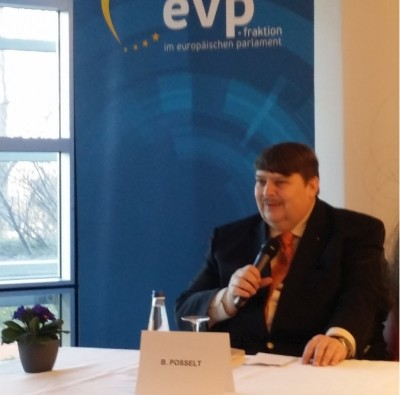 evp
- fraktion
im europäischen parlament
B. POSSELT